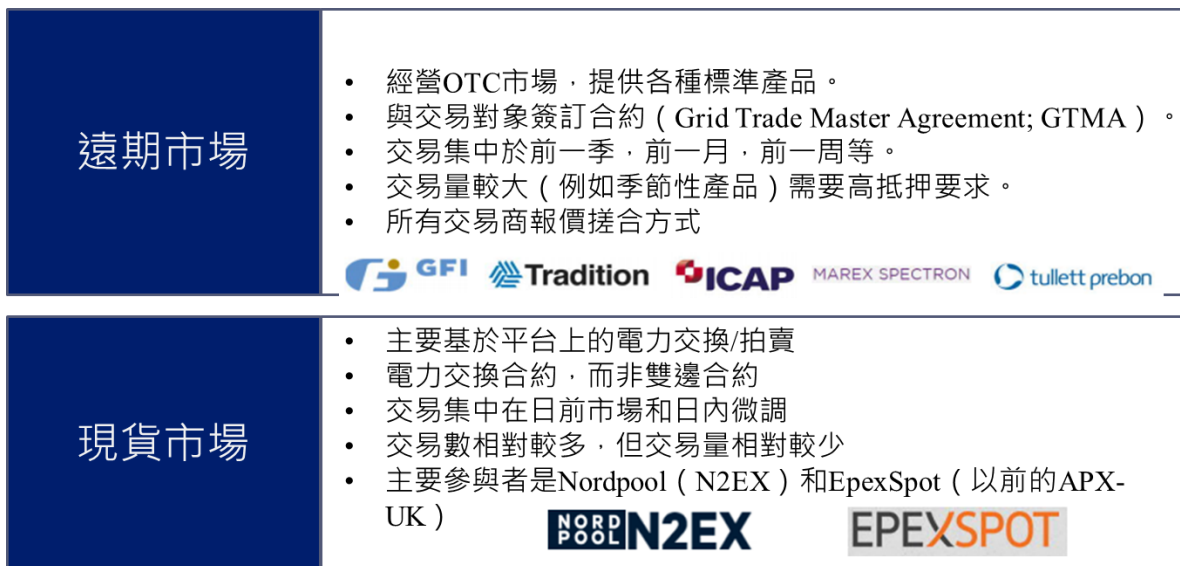 遠期市場
• 經營OTC市場，提供各種標準產品。
• 與交易對象簽訂合約（Grid Trade Master Agreement; GTMA）。
• 交易集中於前一季，前一月，前一周等。
• 交易量較大（例如季節性產品）需要高抵押要求。
• 所有交易商報價搓合方式
GFI Tradition ICAP MAREX SPECTRON tullett prebon
現貨市場
• 主要基於平台上的電力交換/拍賣
• 電力交換合約，而非雙邊合約
• 交易集中在日前市場和日內微調
• 交易數相對較多，但交易量相對較少
• 主要參與者是Nordpool（N2EX）和EpexSpot（以前的APX-
UK）
NORD POOL N2EX EPEXSPOT